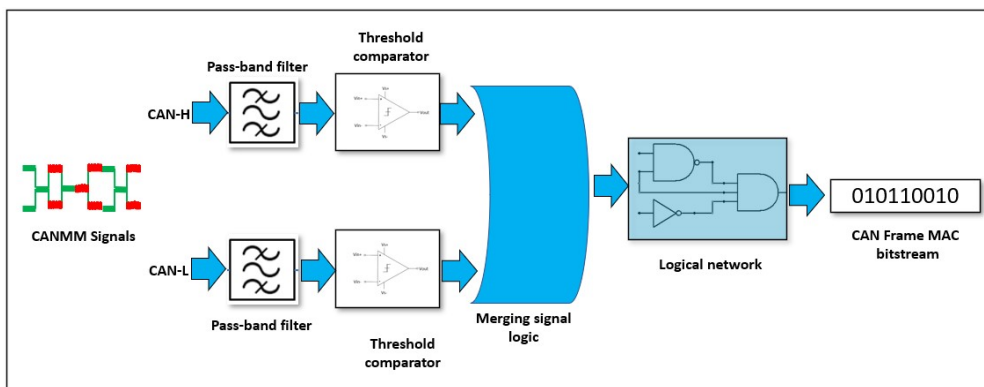 Threshold
comparator
Pass-band filter
CAN-H
CANMM Signals
CAN-L
Pass-band filter
Threshold
comparator
Merging signal
logic
Logical network
010110010
CAN Frame MAC
bitstream